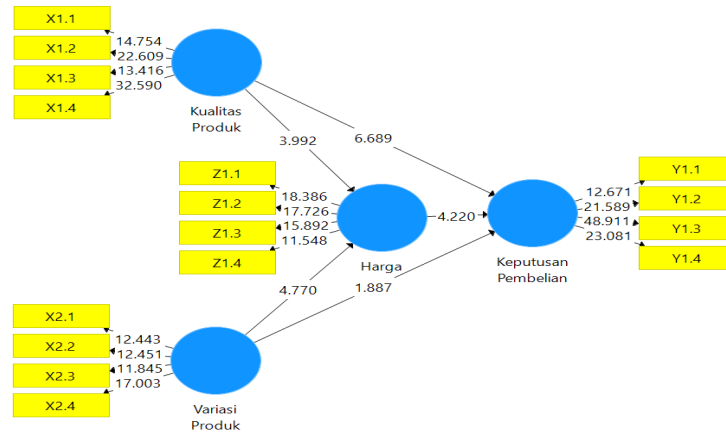 X1.1
X1.2
X1.3
X1.4
14.754
22.609
13.416
32.590
Kualitas
Produk
3.992
6.689
Z1.1
Z1.2
Z1.3
Z1.4
18.386
17.726
15.892
11.548
Harga
4.220
Keputusan
Pembelian
12.671
21.589
48.911
23.081
Y1.1
Y1.2
Y1.3
Y1.4
4.770
1.887
X2.1
X2.2
X2.3
X2.4
12.443
12.451
11.845
17.003
Variasi
Produk